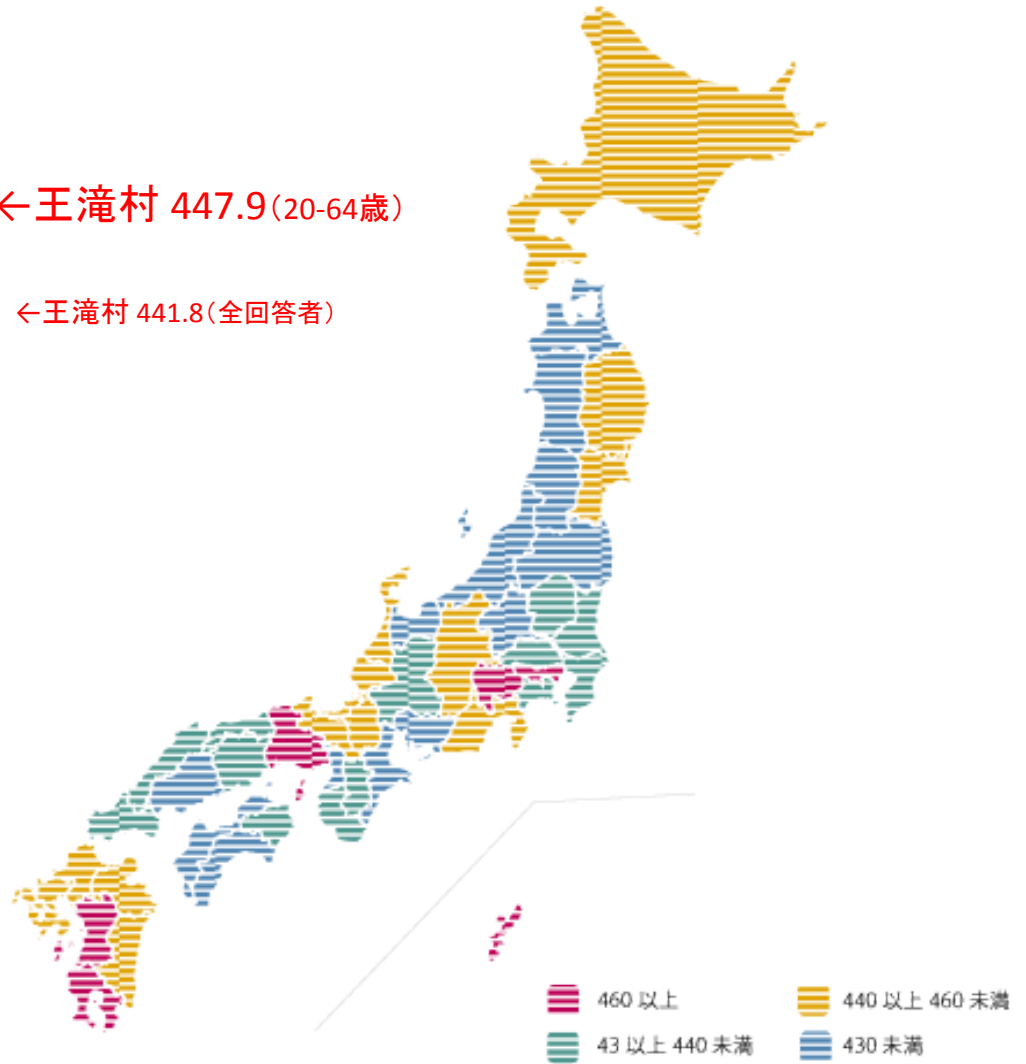 ←王滝村 447.9(20-64歳)
←王滝村 441.8(全回答者)
460 以上
440 以上 460 未満
43 以上 440 未満
430 未満